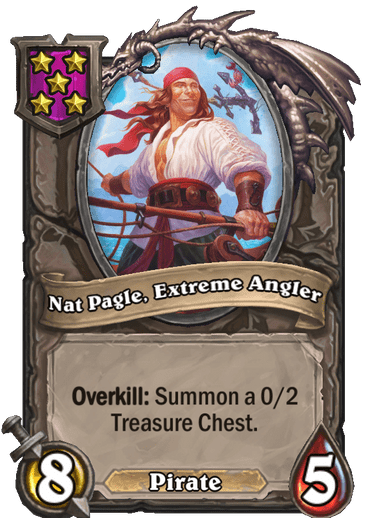 Nat Pagle, Extreme Angler
Overkill: Summon a 0/2
Treasure Chest.
8
Pirate
5